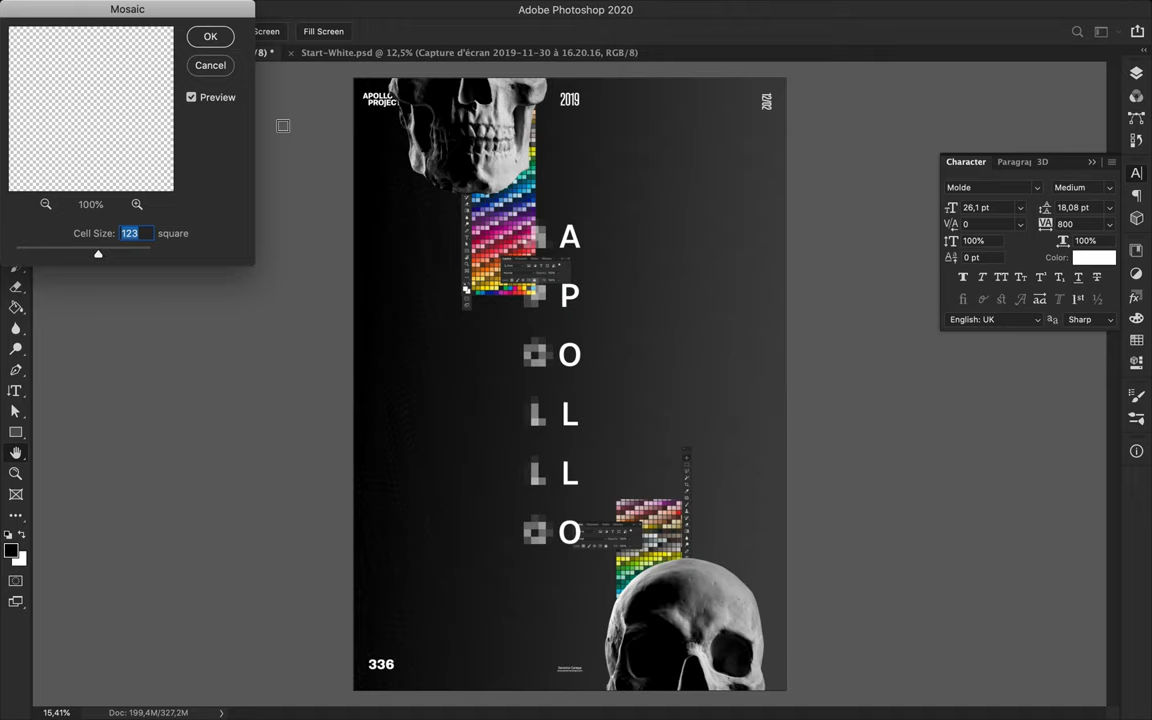 Mosaic
Adobe Photoshop 2020
OK
Screen
Fill Screen
/8) *
Start-White.psd @ 12,5% (Capture d'écran 2019-11-30 à 16.20.16, RGB/8)
Cancel
Preview
100%
Cell Size: 123 square
APOLLO
PROJECT
2019
12/02
A
P
O
L
L
O
336
Character
Paragraph
3D
Molde
Medium
26,1 pt
18,08 pt
0
800
100%
100%
0 pt
Color:
English: UK
Sharp
15,41%
Doc: 199,4M/327,2M